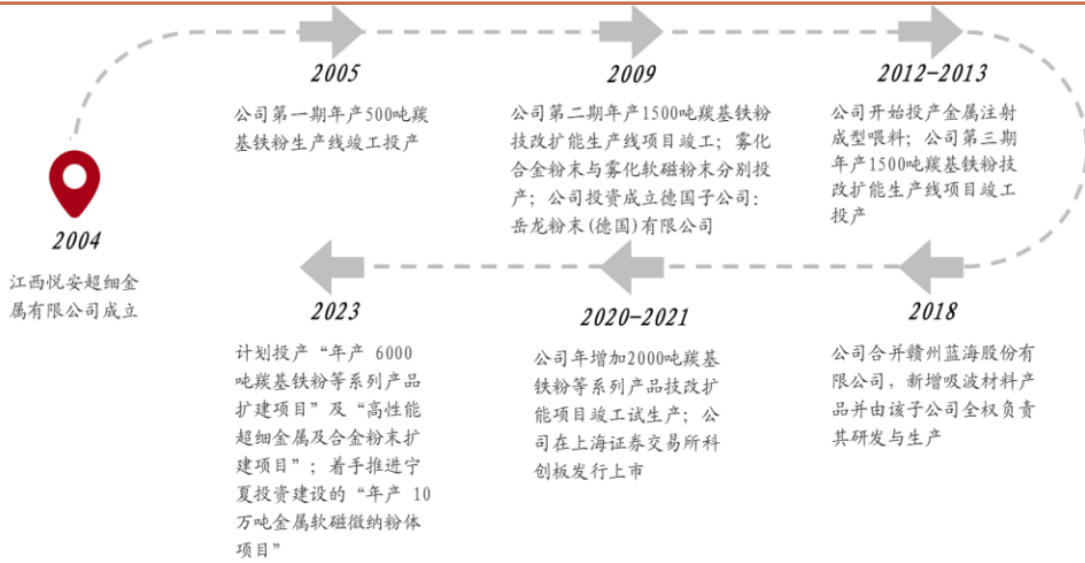 2004
江西悦安超细金
属有限公司成立
2005
公司第一期年产500吨羰
基铁粉生产线竣工投产
2009
公司第二期年产1500吨羰基铁粉
技改扩能生产线项目竣工；雾化
合金粉末与雾化软磁粉末分别投
产；公司投资成立德国子公司：
岳龙粉末(德国)有限公司
2012-2013
公司开始投产金属注射
成型喂料；公司第三期
年产1500吨羰基铁粉技
改扩能生产线项目竣工
投产
2018
公司合并赣州蓝海股份有
限公司，新增吸波材料产
品并由该子公司全权负责
其研发与生产
2020-2021
公司年增加2000吨羰基
铁粉等系列产品技改扩
能项目竣工试生产；公
司在上海证券交易所科
创板发行上市
2023
计划投产“年产 6000
吨羰基铁粉等系列产品
扩建项目”及“高性能
超细金属及合金粉末扩
建项目”；着手推进宁
夏投资建设的“年产 10
万吨金属软磁微纳粉体
项目”